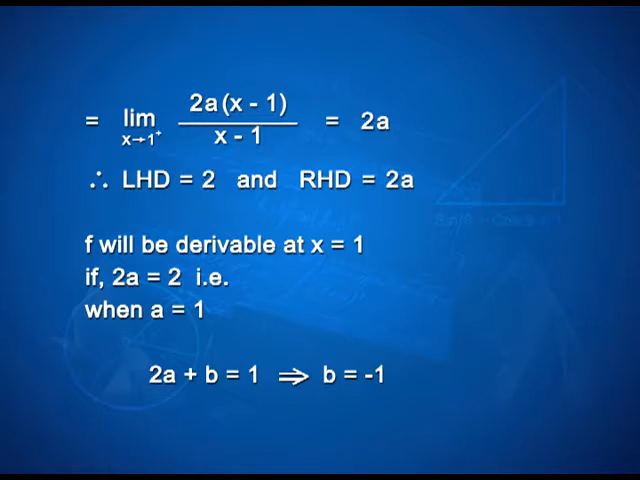 = lim x→1⁺ 2a(x - 1) / x - 1 = 2a
∴ LHD = 2 and RHD = 2a
f will be derivable at x = 1
if, 2a = 2 i.e.
when a = 1
2a + b = 1 ⇒ b = -1